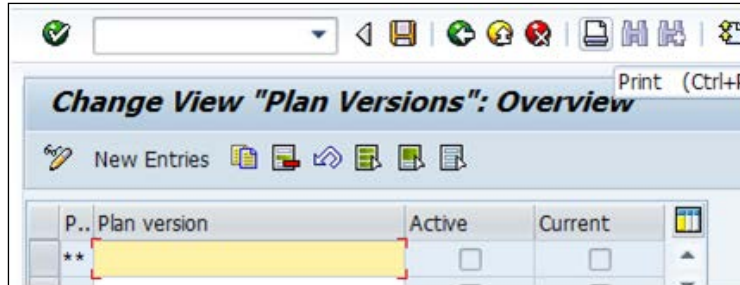 Print (Ctrl+P
Change View "Plan Versions": Overview
New Entries
P.. Plan version Active Current
**